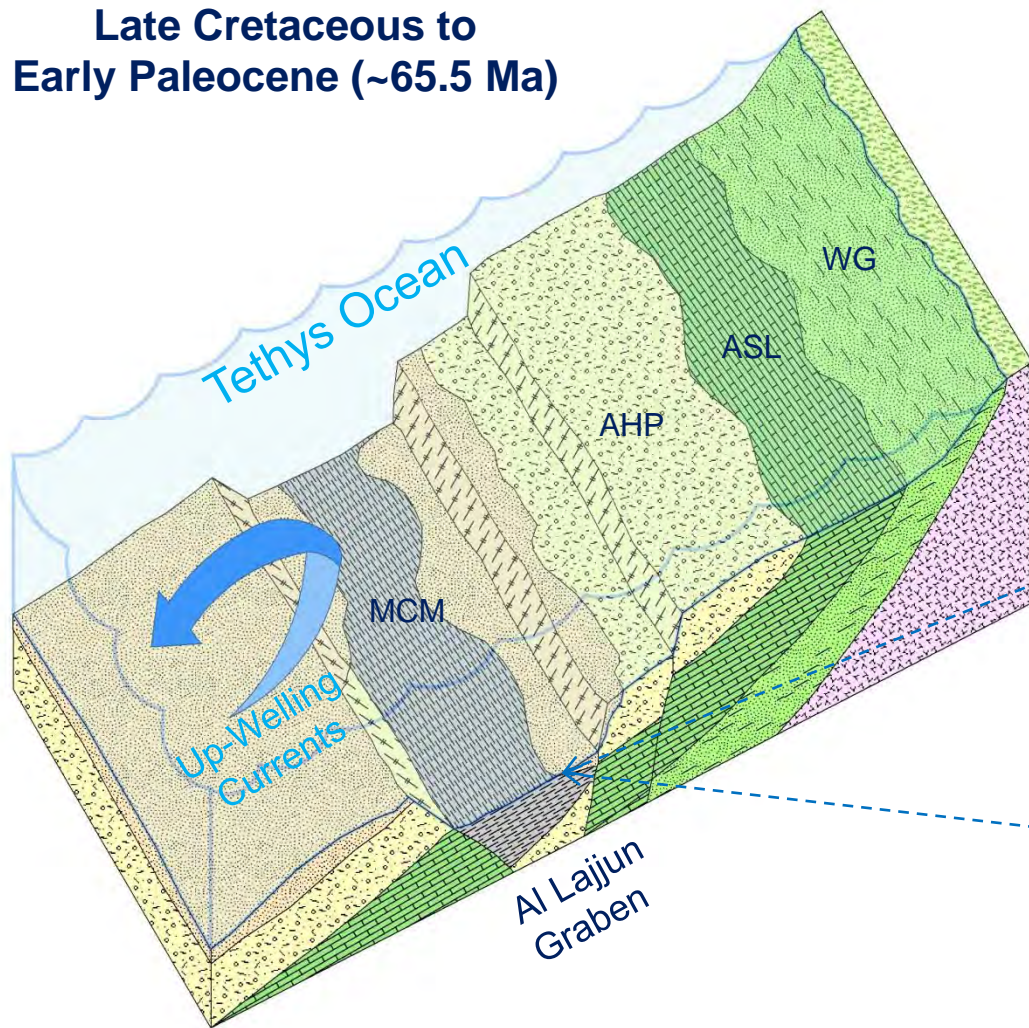 Late Cretaceous to
Early Paleocene (~65.5 Ma)
WG
Tethys Ocean
ASL
AHP
MCM
Up-Welling
Currents
Al Lajjun
Graben